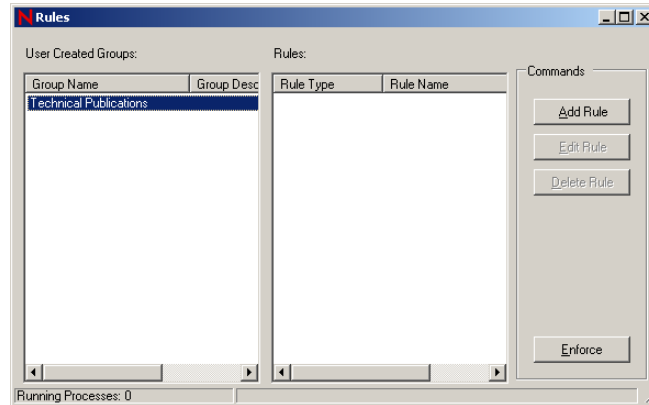 Rules
User Created Groups:
Rules:
Commands
Group Name
Group Desc
Rule Type
Rule Name
Technical Publications
Add Rule
Edit Rule
Delete Rule
Enforce
Running Processes: 0